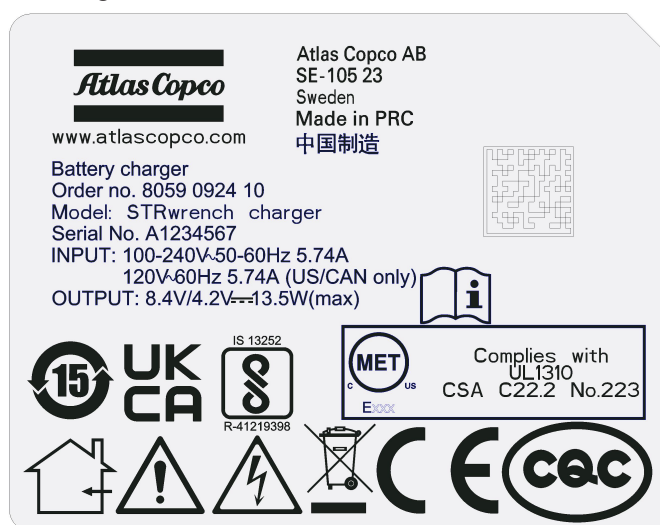 Atlas Copco
www.atlascopco.com
Atlas Copco AB
SE-105 23
Sweden
Made in PRC
中国制造
Battery charger
Order no. 8059 0924 10
Model: STRwrench charger
Serial No. A1234567
INPUT: 100-240V∿50-60Hz 5.74A
120V∿60Hz 5.74A (US/CAN only)
OUTPUT: 8.4V/4.2V⎓13.5W(max)
i
15
UK
CA
IS 13252
R-41219398
MET
C US
Exxx
Complies with
UL1310
CSA C22.2 No.223
!
CE
CQC